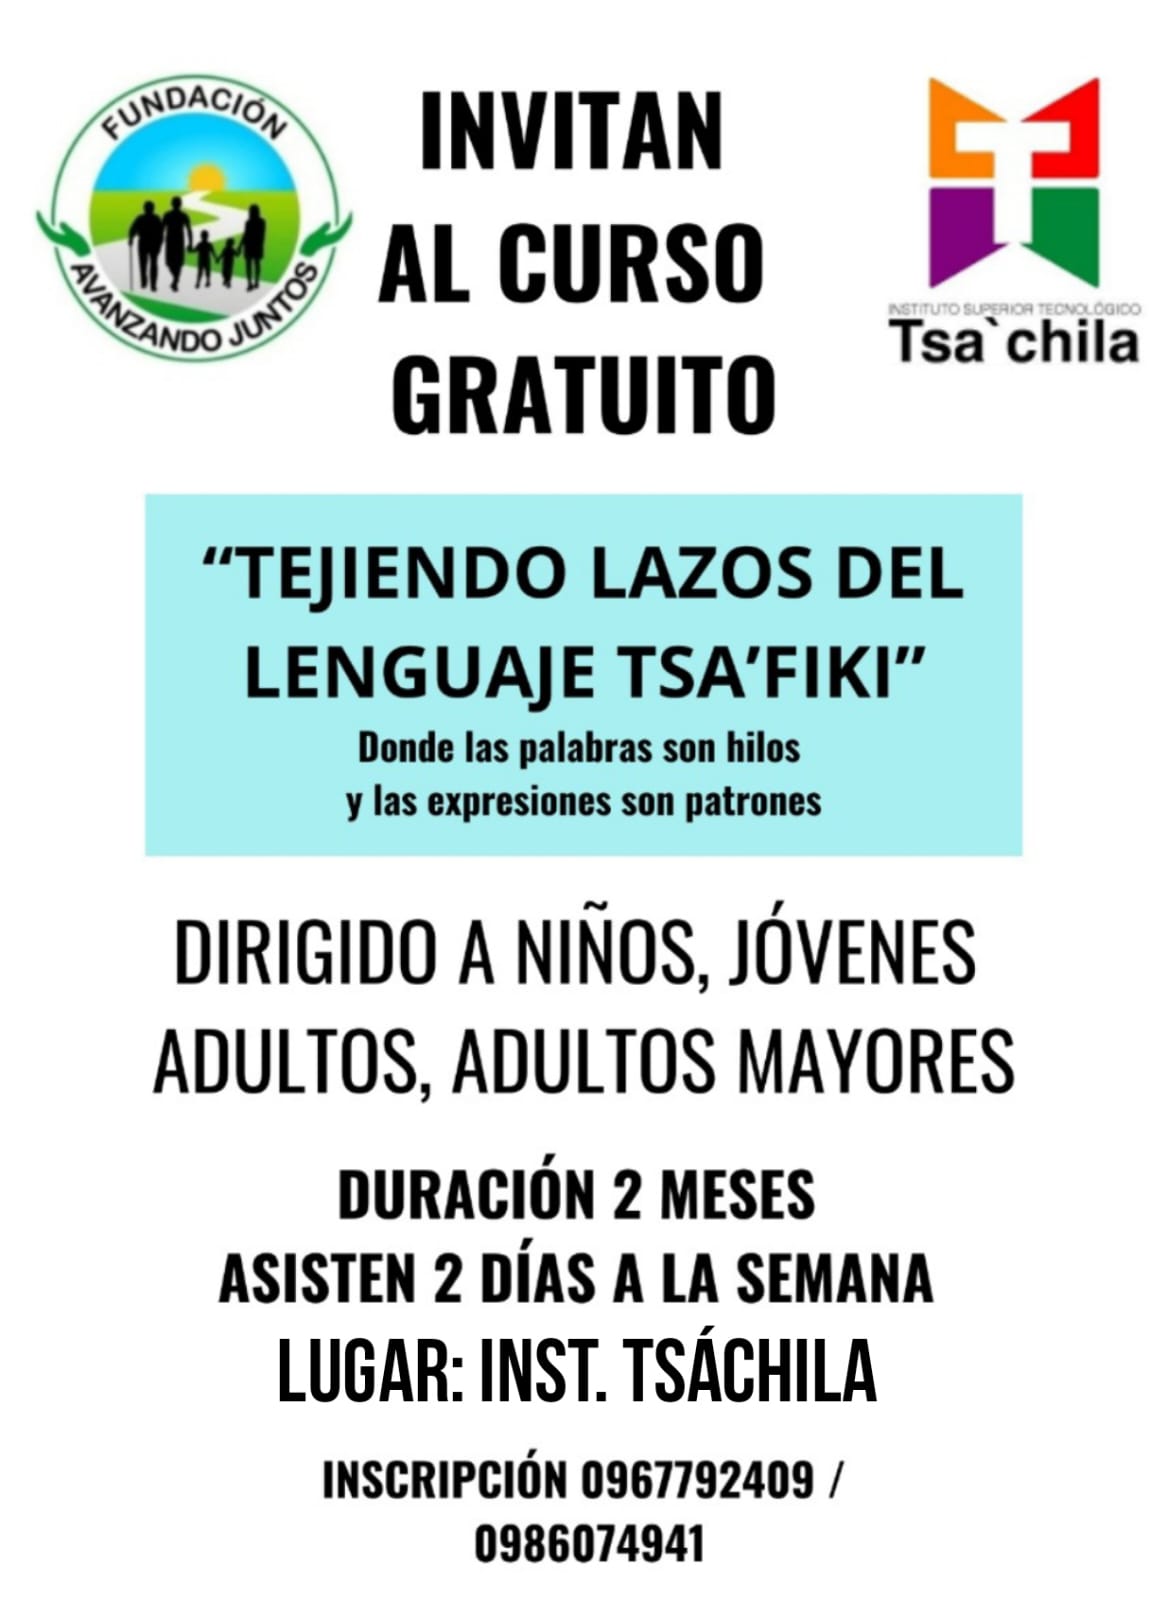 FUNDACIÓN
AVANZANDO JUNTOS
INVITAN
AL CURSO
GRATUITO
INSTITUTO SUPERIOR TECNOLÓGICO
Tsa`chila
“TEJIENDO LAZOS DEL
LENGUAJE TSA’FIKI”
Donde las palabras son hilos
y las expresiones son patrones
DIRIGIDO A NIÑOS, JÓVENES
ADULTOS, ADULTOS MAYORES
DURACIÓN 2 MESES
ASISTEN 2 DÍAS A LA SEMANA
LUGAR: INST. TSÁCHILA
INSCRIPCIÓN 0967792409 /
0986074941